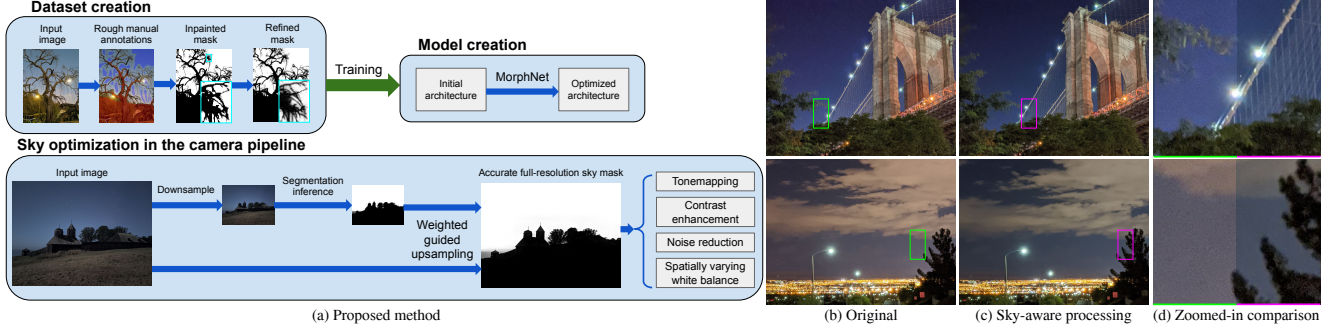 Dataset creation
Input
image
Rough manual
annotations
Inpainted
mask
Refined
mask
Training
Model creation
Initial
architecture
MorphNet
Optimized
architecture
Sky optimization in the camera pipeline
Input image
Downsample
Segmentation
inference
Weighted
guided
upsampling
Accurate full-resolution sky mask
Tonemapping
Contrast
enhancement
Noise reduction
Spatially varying
white balance
(a) Proposed method
(b) Original
(c) Sky-aware processing
(d) Zoomed-in comparison